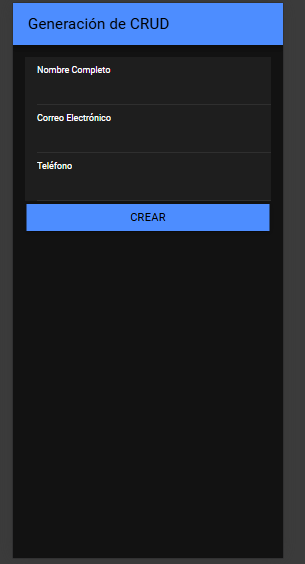 Generación de CRUD
Nombre Completo
Correo Electrónico
Teléfono
CREAR